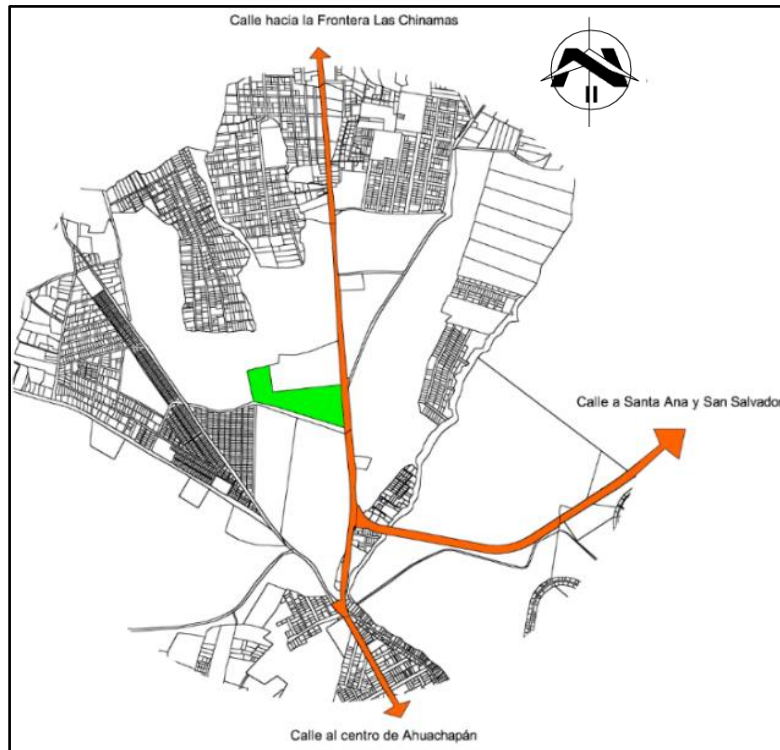 Calle hacia la Frontera Las Chinamas
Calle a Santa Ana y San Salvador
Calle al centro de Ahuachapán